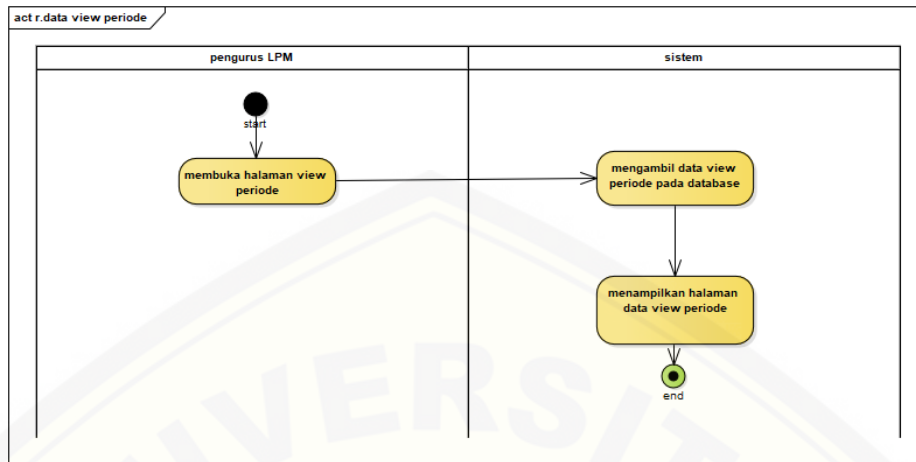 act r.data view periode
pengurus LPM
sistem
start
membuka halaman view
periode
mengambil data view
periode pada database
menampilkan halaman
data view periode
end
UNIVERSIT